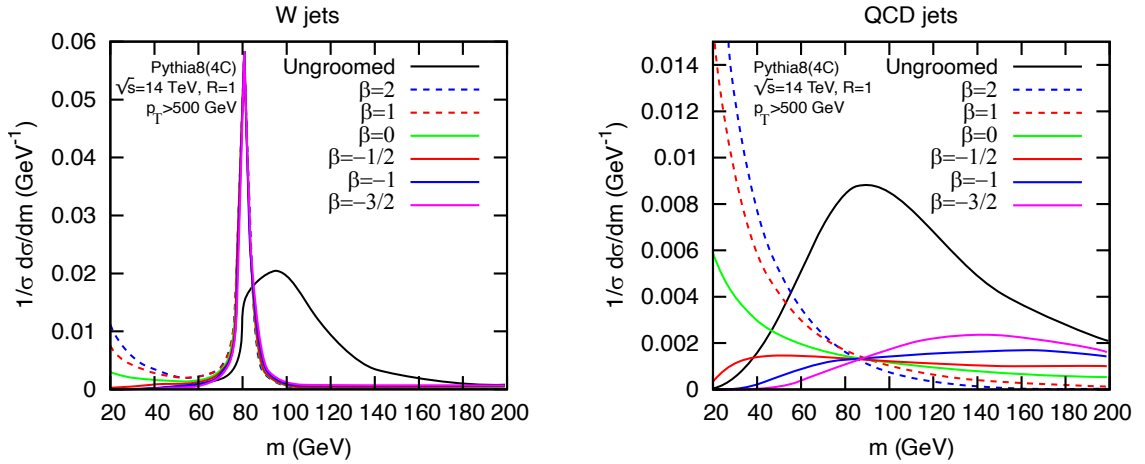 W jets
1/σ dσ/dm (GeV⁻¹)
0.06
0.05
0.04
0.03
0.02
0.01
0
Pythia8(4C)
√s=14 TeV, R=1
p_T>500 GeV
Ungroomed
β=2
β=1
β=0
β=−1/2
β=−1
β=−3/2
20 40 60 80 100 120 140 160 180 200
m (GeV)
QCD jets
1/σ dσ/dm (GeV⁻¹)
0.014
0.012
0.01
0.008
0.006
0.004
0.002
0
Pythia8(4C)
√s=14 TeV, R=1
p_T>500 GeV
Ungroomed
β=2
β=1
β=0
β=−1/2
β=−1
β=−3/2
20 40 60 80 100 120 140 160 180 200
m (GeV)